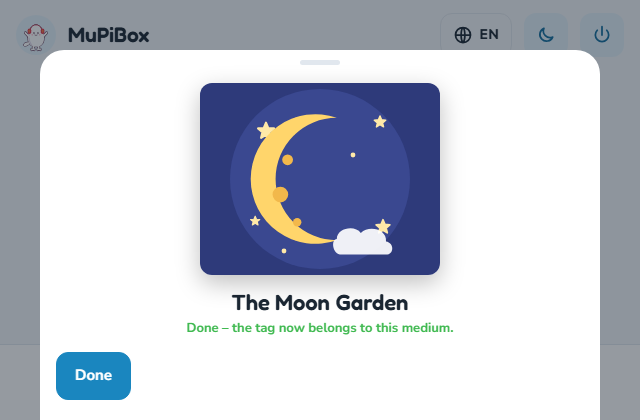 MuPiBox
EN
The Moon Garden
Done – the tag now belongs to this medium.
Done